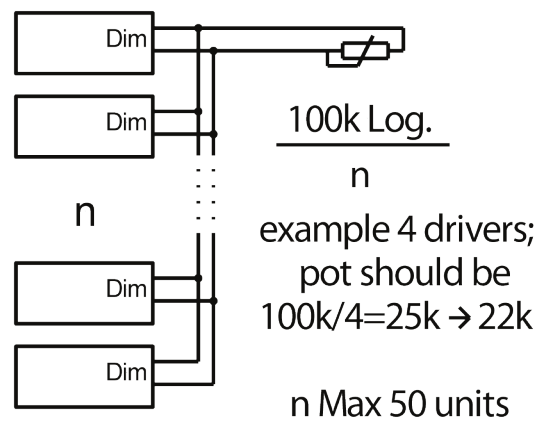 Dim
Dim
100k Log.
n
n
example 4 drivers;
pot should be
100k/4=25k → 22k
Dim
Dim
n Max 50 units